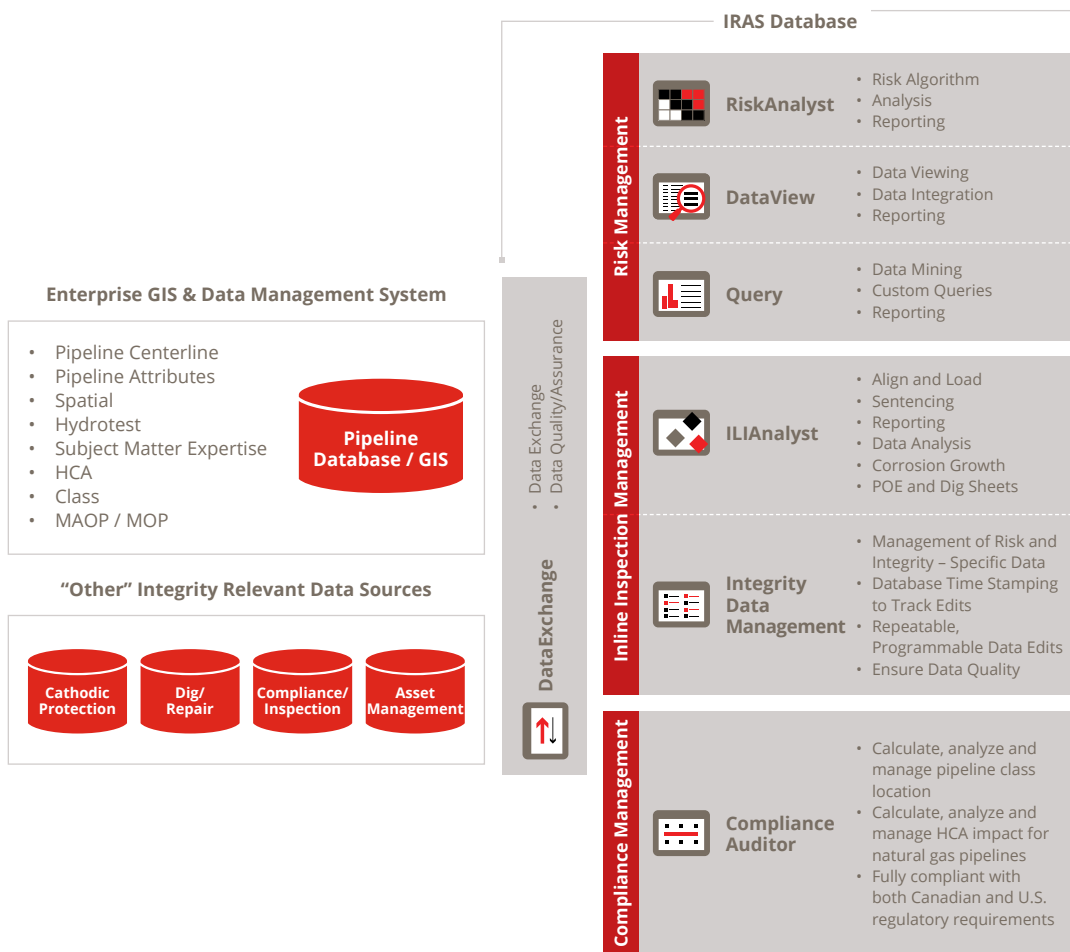 IRAS Database
Enterprise GIS & Data Management System
• Pipeline Centerline
• Pipeline Attributes
• Spatial
• Hydrotest
• Subject Matter Expertise
• HCA
• Class
• MAOP / MOP
Pipeline
Database / GIS
“Other” Integrity Relevant Data Sources
Cathodic
Protection
Dig/
Repair
Compliance/
Inspection
Asset
Management
DataExchange
• Data Exchange
• Data Quality/Assurance
Risk Management
RiskAnalyst
• Risk Algorithm
• Analysis
• Reporting
DataView
• Data Viewing
• Data Integration
• Reporting
Query
• Data Mining
• Custom Queries
• Reporting
Inline Inspection Management
ILIAnalyst
• Align and Load
• Sentencing
• Reporting
• Data Analysis
• Corrosion Growth
• POE and Dig Sheets
Integrity
Data
Management
• Management of Risk and
Integrity – Specific Data
• Database Time Stamping
to Track Edits
• Repeatable,
Programmable Data Edits
• Ensure Data Quality
Compliance Management
Compliance
Auditor
• Calculate, analyze and
manage pipeline class
location
• Calculate, analyze and
manage HCA impact for
natural gas pipelines
• Fully compliant with
both Canadian and U.S.
regulatory requirements